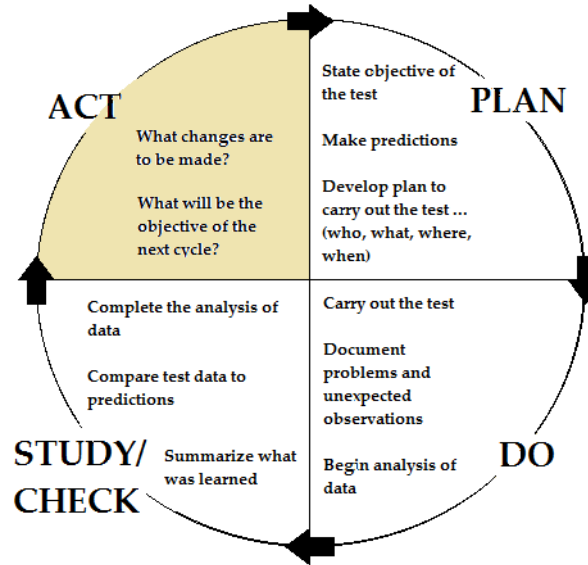 ACT
What changes are
to be made?
What will be the
objective of the
next cycle?
PLAN
State objective of
the test
Make predictions
Develop plan to
carry out the test ...
(who, what, where,
when)
DO
Carry out the test
Document
problems and
unexpected
observations
Begin analysis of
data
STUDY/
CHECK
Complete the analysis of
data
Compare test data to
predictions
Summarize what
was learned